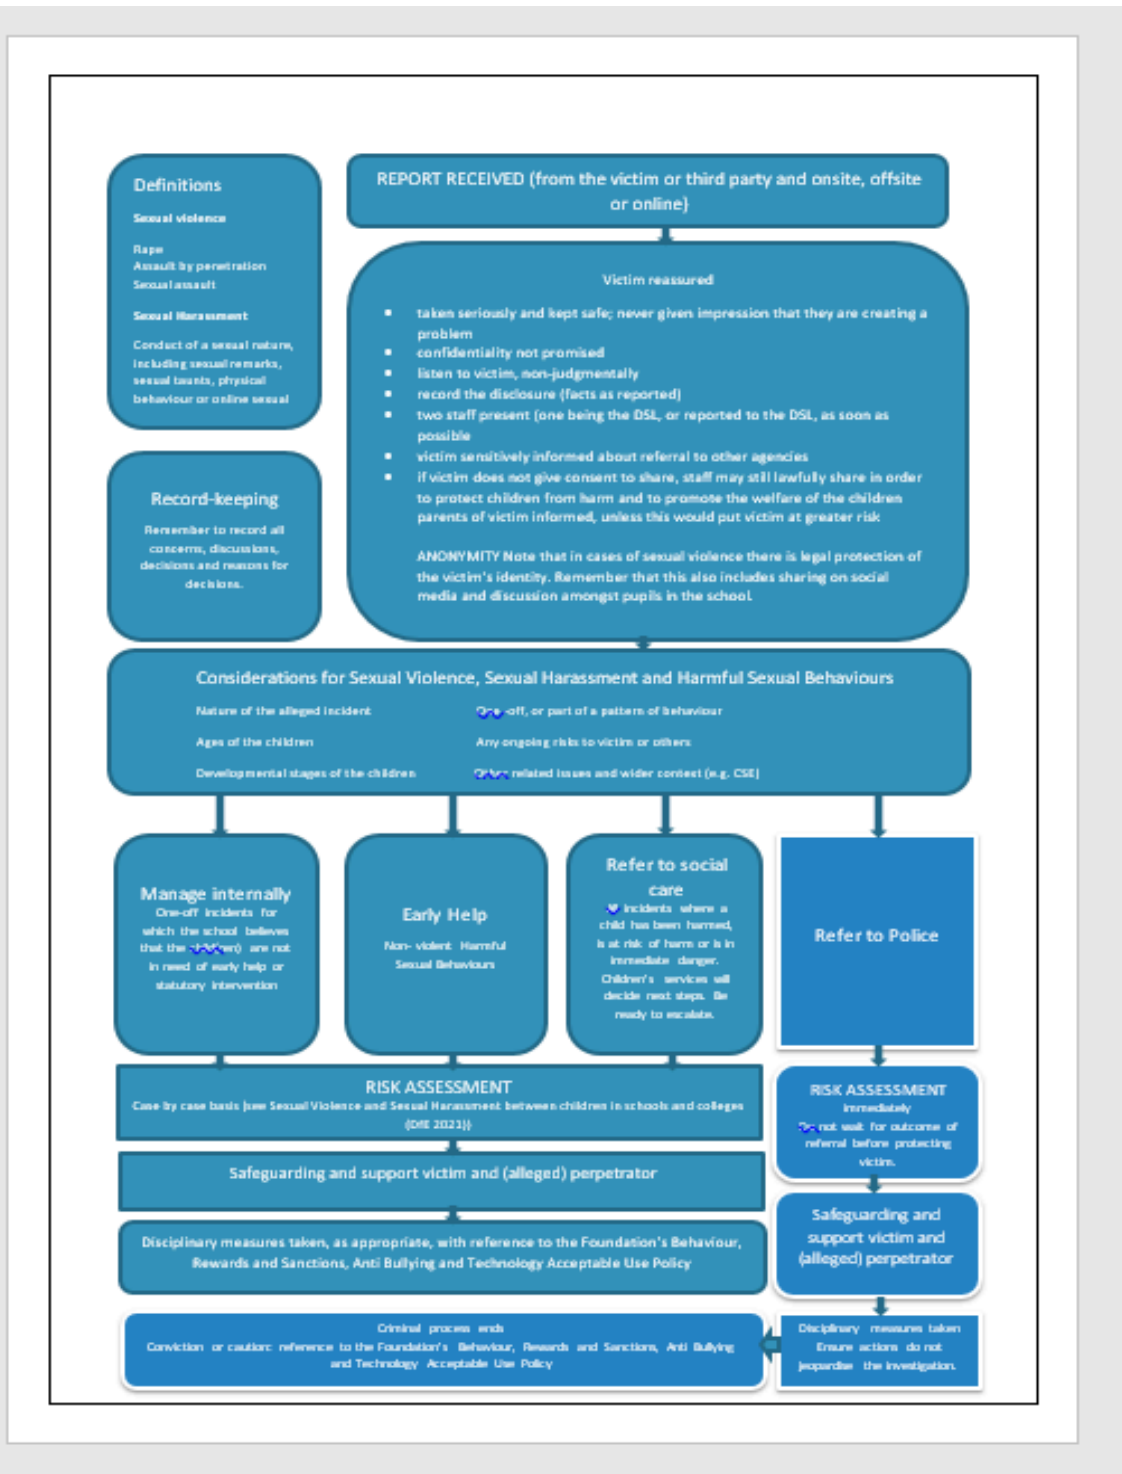 Definitions
Sexual violence
Rape
Assault by penetration
Sexual assault
Sexual Harassment
Conduct of a sexual nature,
including sexual remarks,
sexual taunts, physical
behaviour or online sexual
Record-keeping
Remember to record all
concerns, discussions,
decisions and reasons for
decisions.
REPORT RECEIVED (from the victim or third party and onsite, offsite
or online)
Victim reassured
▪ taken seriously and kept safe; never given impression that they are creating a
problem
▪ confidentiality not promised
▪ listen to victim, non-judgmentally
▪ record the disclosure (facts as reported)
▪ two staff present (one being the DSL, or reported to the DSL, as soon as
possible
▪ victim sensitively informed about referral to other agencies
▪ if victim does not give consent to share, staff may still lawfully share in order
to protect children from harm and to promote the welfare of the children
parents of victim informed, unless this would put victim at greater risk
ANONYMITY Note that in cases of sexual violence there is legal protection of
the victim's identity. Remember that this also includes sharing on social
media and discussion amongst pupils in the school.
Considerations for Sexual Violence, Sexual Harassment and Harmful Sexual Behaviours
Nature of the alleged incident
One-off, or part of a pattern of behaviour
Ages of the children
Any ongoing risks to victim or others
Developmental stages of the children
Other related issues and wider context (e.g. CSE)
Manage internally
One-off incidents for
which the school believes
that the are not
in need of early help or
statutory intervention
Early Help
Non- violent Harmful
Sexual Behaviours
Refer to social
care
incidents where a
child has been harmed,
is at risk of harm or is in
immediate danger.
Children's services will
decide next steps. Be
ready to escalate.
Refer to Police
RISK ASSESSMENT
Case by case basis (see Sexual Violence and Sexual Harassment between children in schools and colleges
(DfE 2021))
Safeguarding and support victim and (alleged) perpetrator
Disciplinary measures taken, as appropriate, with reference to the Foundation's Behaviour,
Rewards and Sanctions, Anti Bullying and Technology Acceptable Use Policy
RISK ASSESSMENT
immediately
Do not wait for outcome of
referral before protecting
victim.
Safeguarding and
support victim and
(alleged) perpetrator
Disciplinary measures taken
Ensure actions do not
jeopardise the investigation.
Criminal process ends
Conviction or caution: reference to the Foundation's Behaviour, Rewards and Sanctions, Anti Bullying
and Technology Acceptable Use Policy